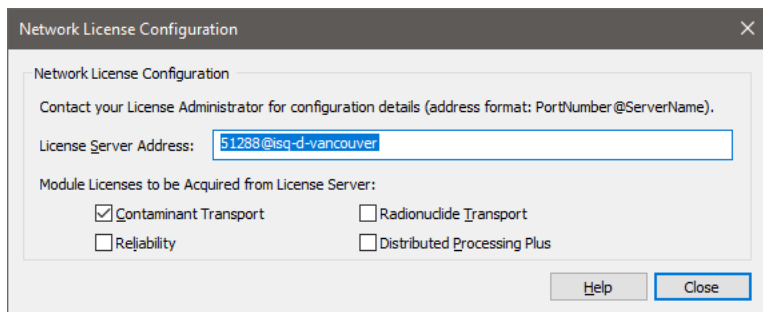 Network License Configuration
Network License Configuration
Contact your License Administrator for configuration details (address format: PortNumber@ServerName).
License Server Address: 51288@isq-d-vancouver
Module Licenses to be Acquired from License Server:
Contaminant Transport Radionuclide Transport
Reliability Distributed Processing Plus
Help Close